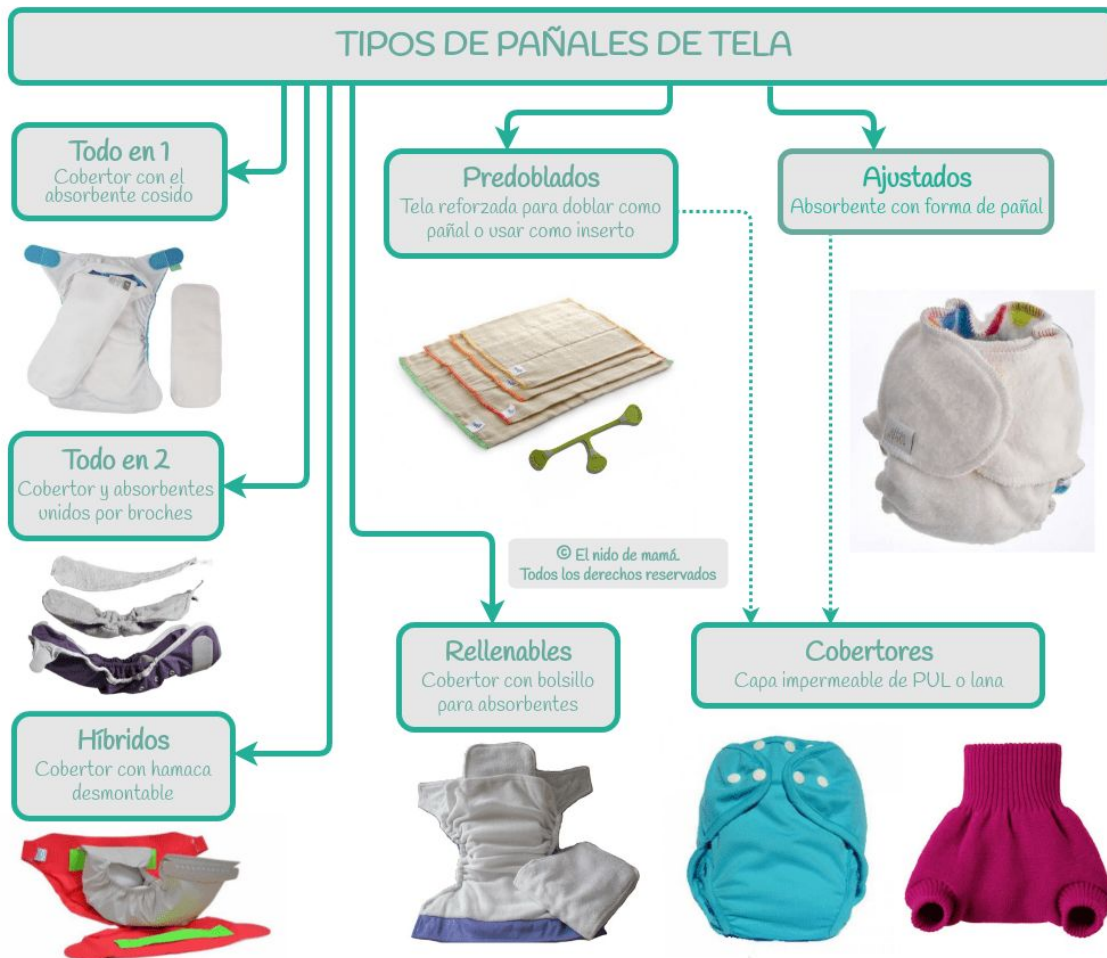 TIPOS DE PAÑALES DE TELA
Todo en 1
Cobertor con el
absorbente cosido
Predoblados
Tela reforzada para doblar como
pañal o usar como inserto
Ajustados
Absorbente con forma de pañal
Todo en 2
Cobertor y absorbentes
unidos por broches
© El nido de mamá.
Todos los derechos reservados
Rellenables
Cobertor con bolsillo
para absorbentes
Cobertores
Capa impermeable de PUL o lana
Híbridos
Cobertor con hamaca
desmontable